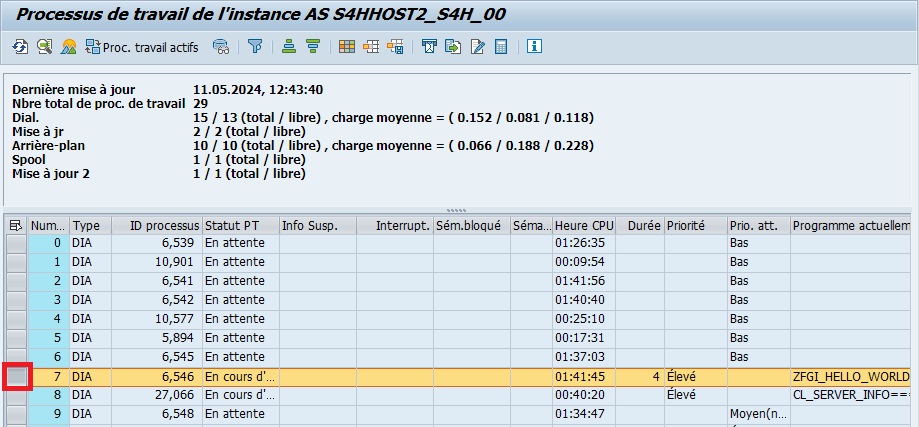 Processus de travail de l'instance AS S4HHOST2_S4H_00
Proc. travail actifs
Dernière mise à jour 11.05.2024, 12:43:40
Nbre total de proc. de travail 29
Dial. 15 / 13 (total / libre) , charge moyenne = ( 0.152 / 0.081 / 0.118)
Mise à jr 2 / 2 (total / libre)
Arrière-plan 10 / 10 (total / libre) , charge moyenne = ( 0.066 / 0.188 / 0.228)
Spool 1 / 1 (total / libre)
Mise à jour 2 1 / 1 (total / libre)
Num... Type ID processus Statut PT Info Susp. Interrupt. Sém.bloqué Séma... Heure CPU Durée Priorité Prio. att. Programme actuellem
0 DIA 6,539 En attente 01:26:35 Bas
1 DIA 10,901 En attente 00:09:54 Bas
2 DIA 6,541 En attente 01:41:56 Bas
3 DIA 6,542 En attente 01:40:40 Bas
4 DIA 10,577 En attente 00:25:10 Bas
5 DIA 5,894 En attente 00:17:31 Bas
6 DIA 6,545 En attente 01:37:03 Bas
7 DIA 6,546 En cours d'... 01:41:45 4 Élevé ZFGI_HELLO_WORLD
8 DIA 27,066 En cours d'... 00:40:20 Élevé CL_SERVER_INFO===
9 DIA 6,548 En attente 01:34:47 Moyen(n...